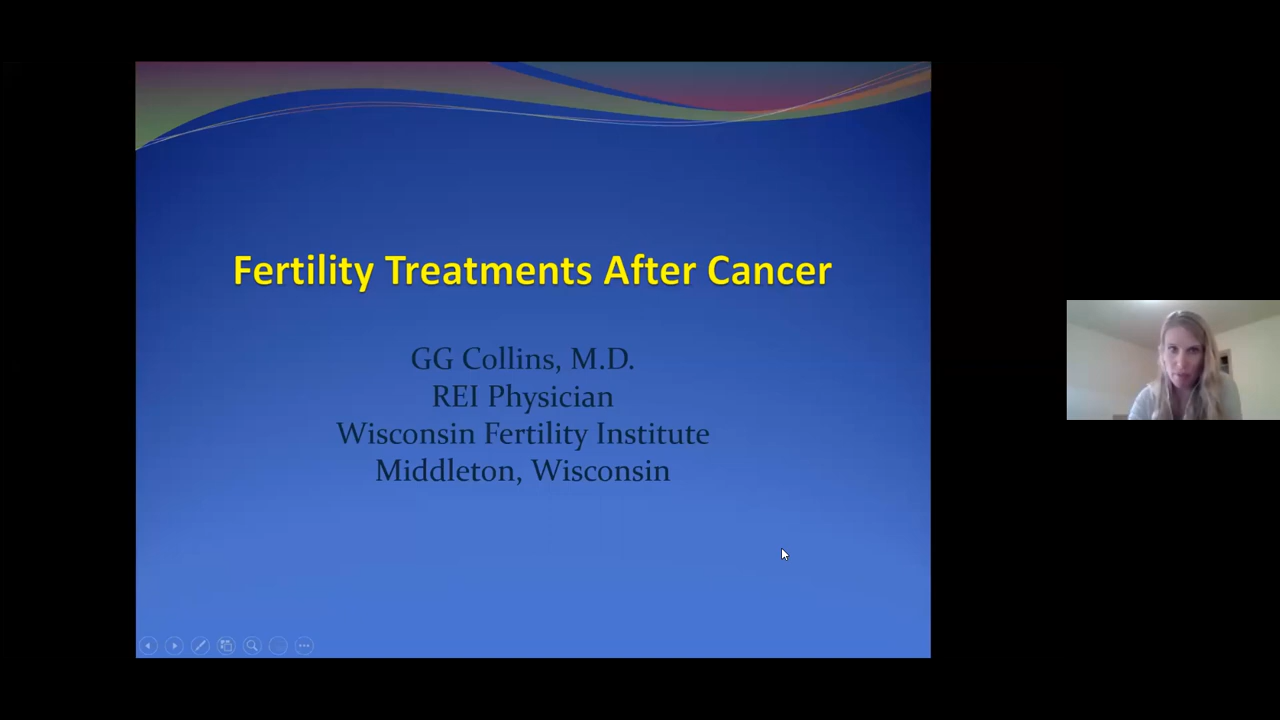 Fertility Treatments After Cancer
GG Collins, M.D.
REI Physician
Wisconsin Fertility Institute
Middleton, Wisconsin